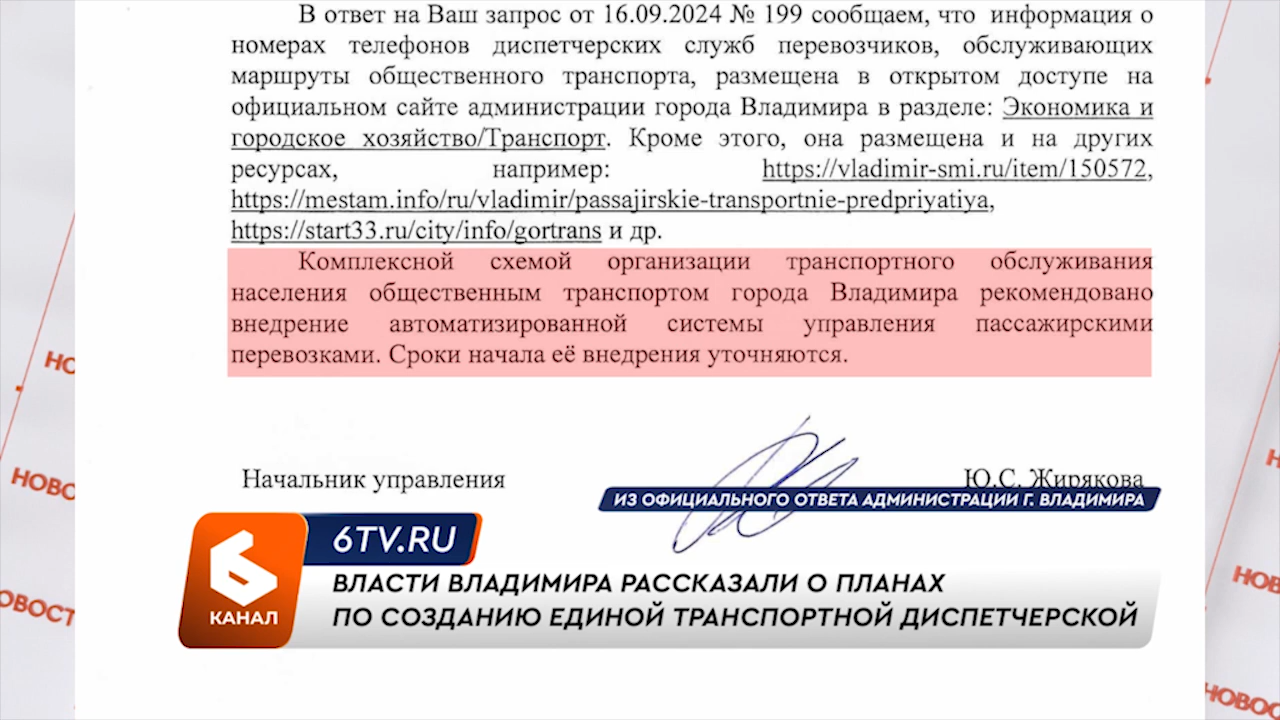 В ответ на Ваш запрос от 16.09.2024 № 199 сообщаем, что информация о
номерах телефонов диспетчерских служб перевозчиков, обслуживающих
маршруты общественного транспорта, размещена в открытом доступе на
официальном сайте администрации города Владимира в разделе: Экономика и
городское хозяйство/Транспорт. Кроме этого, она размещена и на других
ресурсах, например: https://vladimir-smi.ru/item/150572,
https://mestam.info/ru/vladimir/passajirskie-transportnie-predpriyatiya,
https://start33.ru/city/info/gortrans и др.
Комплексной схемой организации транспортного обслуживания
населения общественным транспортом города Владимира рекомендовано
внедрение автоматизированной системы управления пассажирскими
перевозками. Сроки начала её внедрения уточняются.
Начальник управления Ю.С. Жирякова
ИЗ ОФИЦИАЛЬНОГО ОТВЕТА АДМИНИСТРАЦИИ Г. ВЛАДИМИРА
6TV.RU
6 КАНАЛ
ВЛАСТИ ВЛАДИМИРА РАССКАЗАЛИ О ПЛАНАХ
ПО СОЗДАНИЮ ЕДИНОЙ ТРАНСПОРТНОЙ ДИСПЕТЧЕРСКОЙ